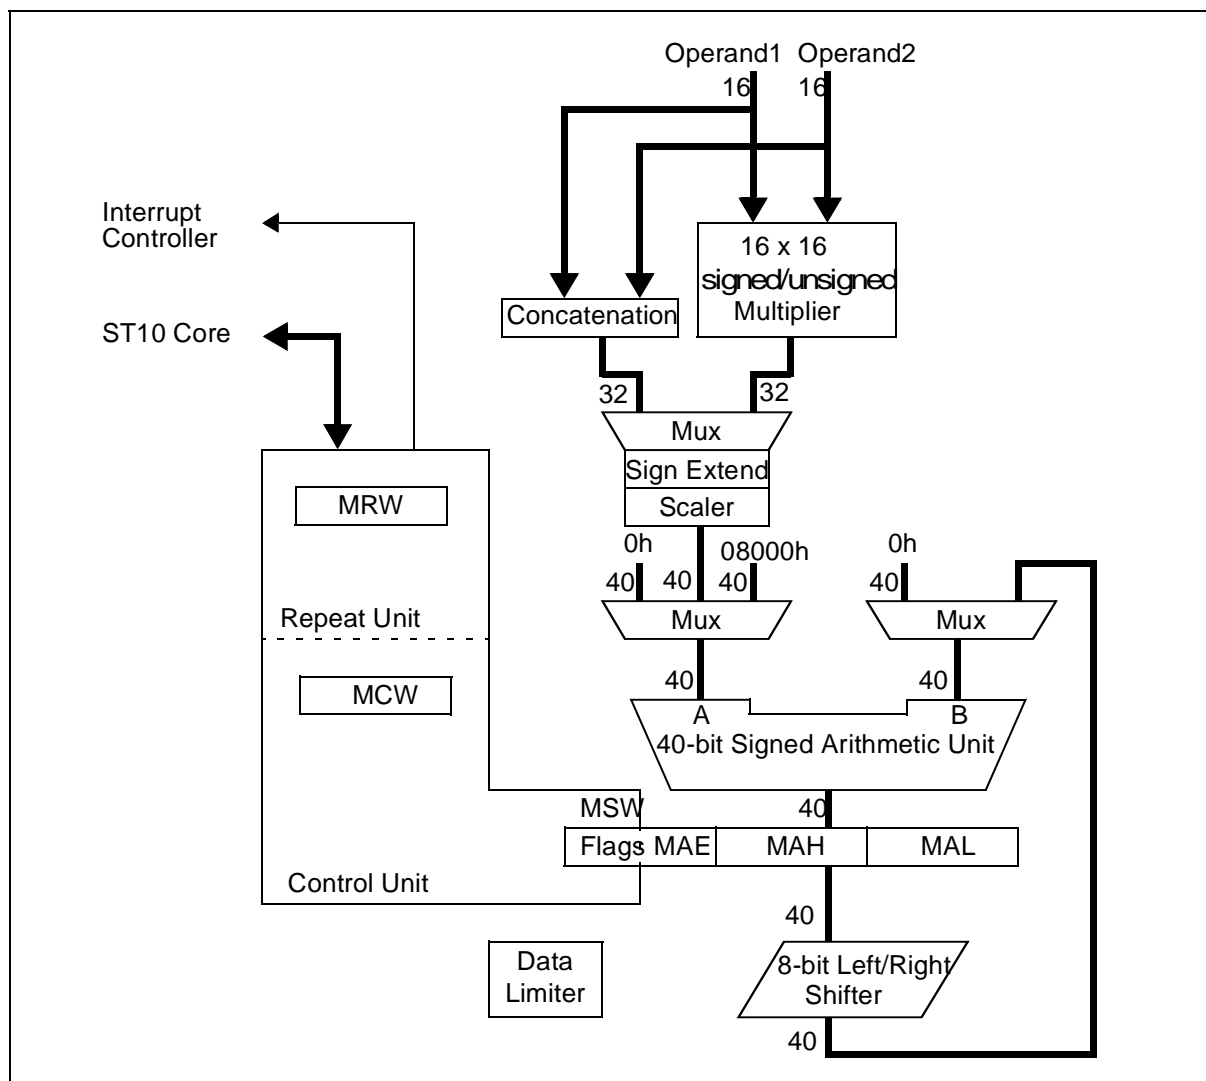 Operand1 Operand2
16 16
Interrupt
Controller
16 x 16
signed/unsigned
Multiplier
Concatenation
ST10 Core
32 32
Mux
Sign Extend
MRW
Scaler
0h 08000h 0h
40 40 40 40
Repeat Unit
Mux Mux
40 40
MCW
A B
40-bit Signed Arithmetic Unit
MSW 40
Flags MAE MAH MAL
Control Unit
40
Data
Limiter
8-bit Left/Right
Shifter
40